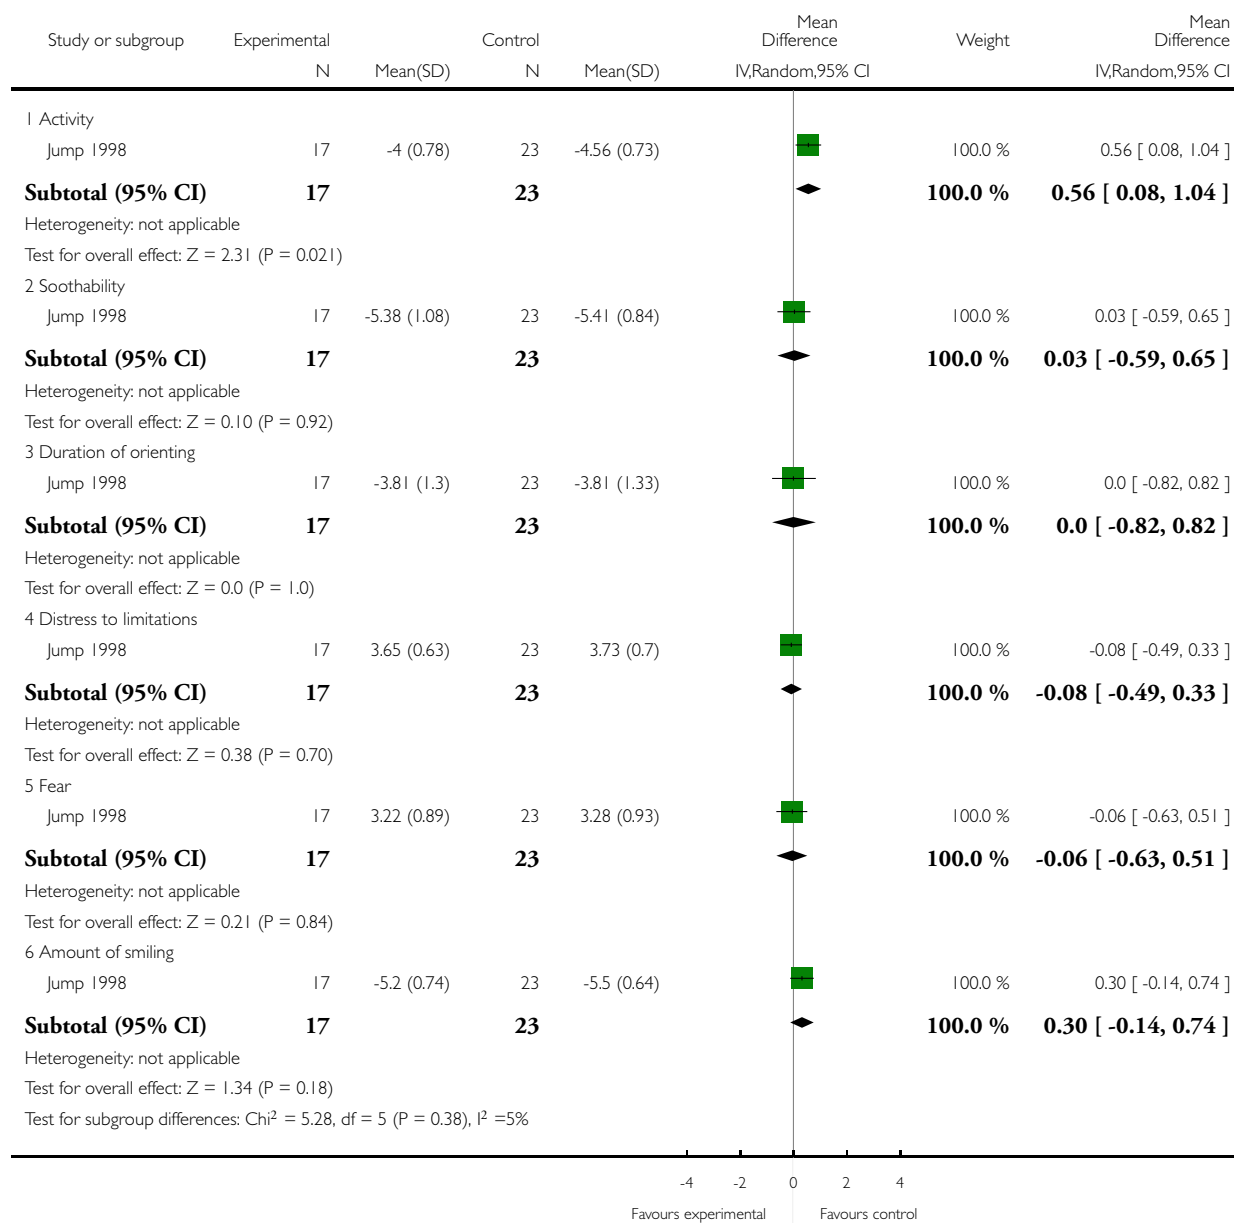 Study or subgroup Experimental Control Mean Difference Weight Mean Difference
N Mean(SD) N Mean(SD) IV,Random,95% CI IV,Random,95% CI
1 Activity
Jump 1998 17 -4 (0.78) 23 -4.56 (0.73) 100.0 % 0.56 [ 0.08, 1.04 ]
Subtotal (95% CI) 17 23 100.0 % 0.56 [ 0.08, 1.04 ]
Heterogeneity: not applicable
Test for overall effect: Z = 2.31 (P = 0.021)
2 Soothability
Jump 1998 17 -5.38 (1.08) 23 -5.41 (0.84) 100.0 % 0.03 [ -0.59, 0.65 ]
Subtotal (95% CI) 17 23 100.0 % 0.03 [ -0.59, 0.65 ]
Heterogeneity: not applicable
Test for overall effect: Z = 0.10 (P = 0.92)
3 Duration of orienting
Jump 1998 17 -3.81 (1.3) 23 -3.81 (1.33) 100.0 % 0.0 [ -0.82, 0.82 ]
Subtotal (95% CI) 17 23 100.0 % 0.0 [ -0.82, 0.82 ]
Heterogeneity: not applicable
Test for overall effect: Z = 0.0 (P = 1.0)
4 Distress to limitations
Jump 1998 17 3.65 (0.63) 23 3.73 (0.7) 100.0 % -0.08 [ -0.49, 0.33 ]
Subtotal (95% CI) 17 23 100.0 % -0.08 [ -0.49, 0.33 ]
Heterogeneity: not applicable
Test for overall effect: Z = 0.38 (P = 0.70)
5 Fear
Jump 1998 17 3.22 (0.89) 23 3.28 (0.93) 100.0 % -0.06 [ -0.63, 0.51 ]
Subtotal (95% CI) 17 23 100.0 % -0.06 [ -0.63, 0.51 ]
Heterogeneity: not applicable
Test for overall effect: Z = 0.21 (P = 0.84)
6 Amount of smiling
Jump 1998 17 -5.2 (0.74) 23 -5.5 (0.64) 100.0 % 0.30 [ -0.14, 0.74 ]
Subtotal (95% CI) 17 23 100.0 % 0.30 [ -0.14, 0.74 ]
Heterogeneity: not applicable
Test for overall effect: Z = 1.34 (P = 0.18)
Test for subgroup differences: Chi² = 5.28, df = 5 (P = 0.38), I² =5%
-4 -2 0 2 4
Favours experimental Favours control